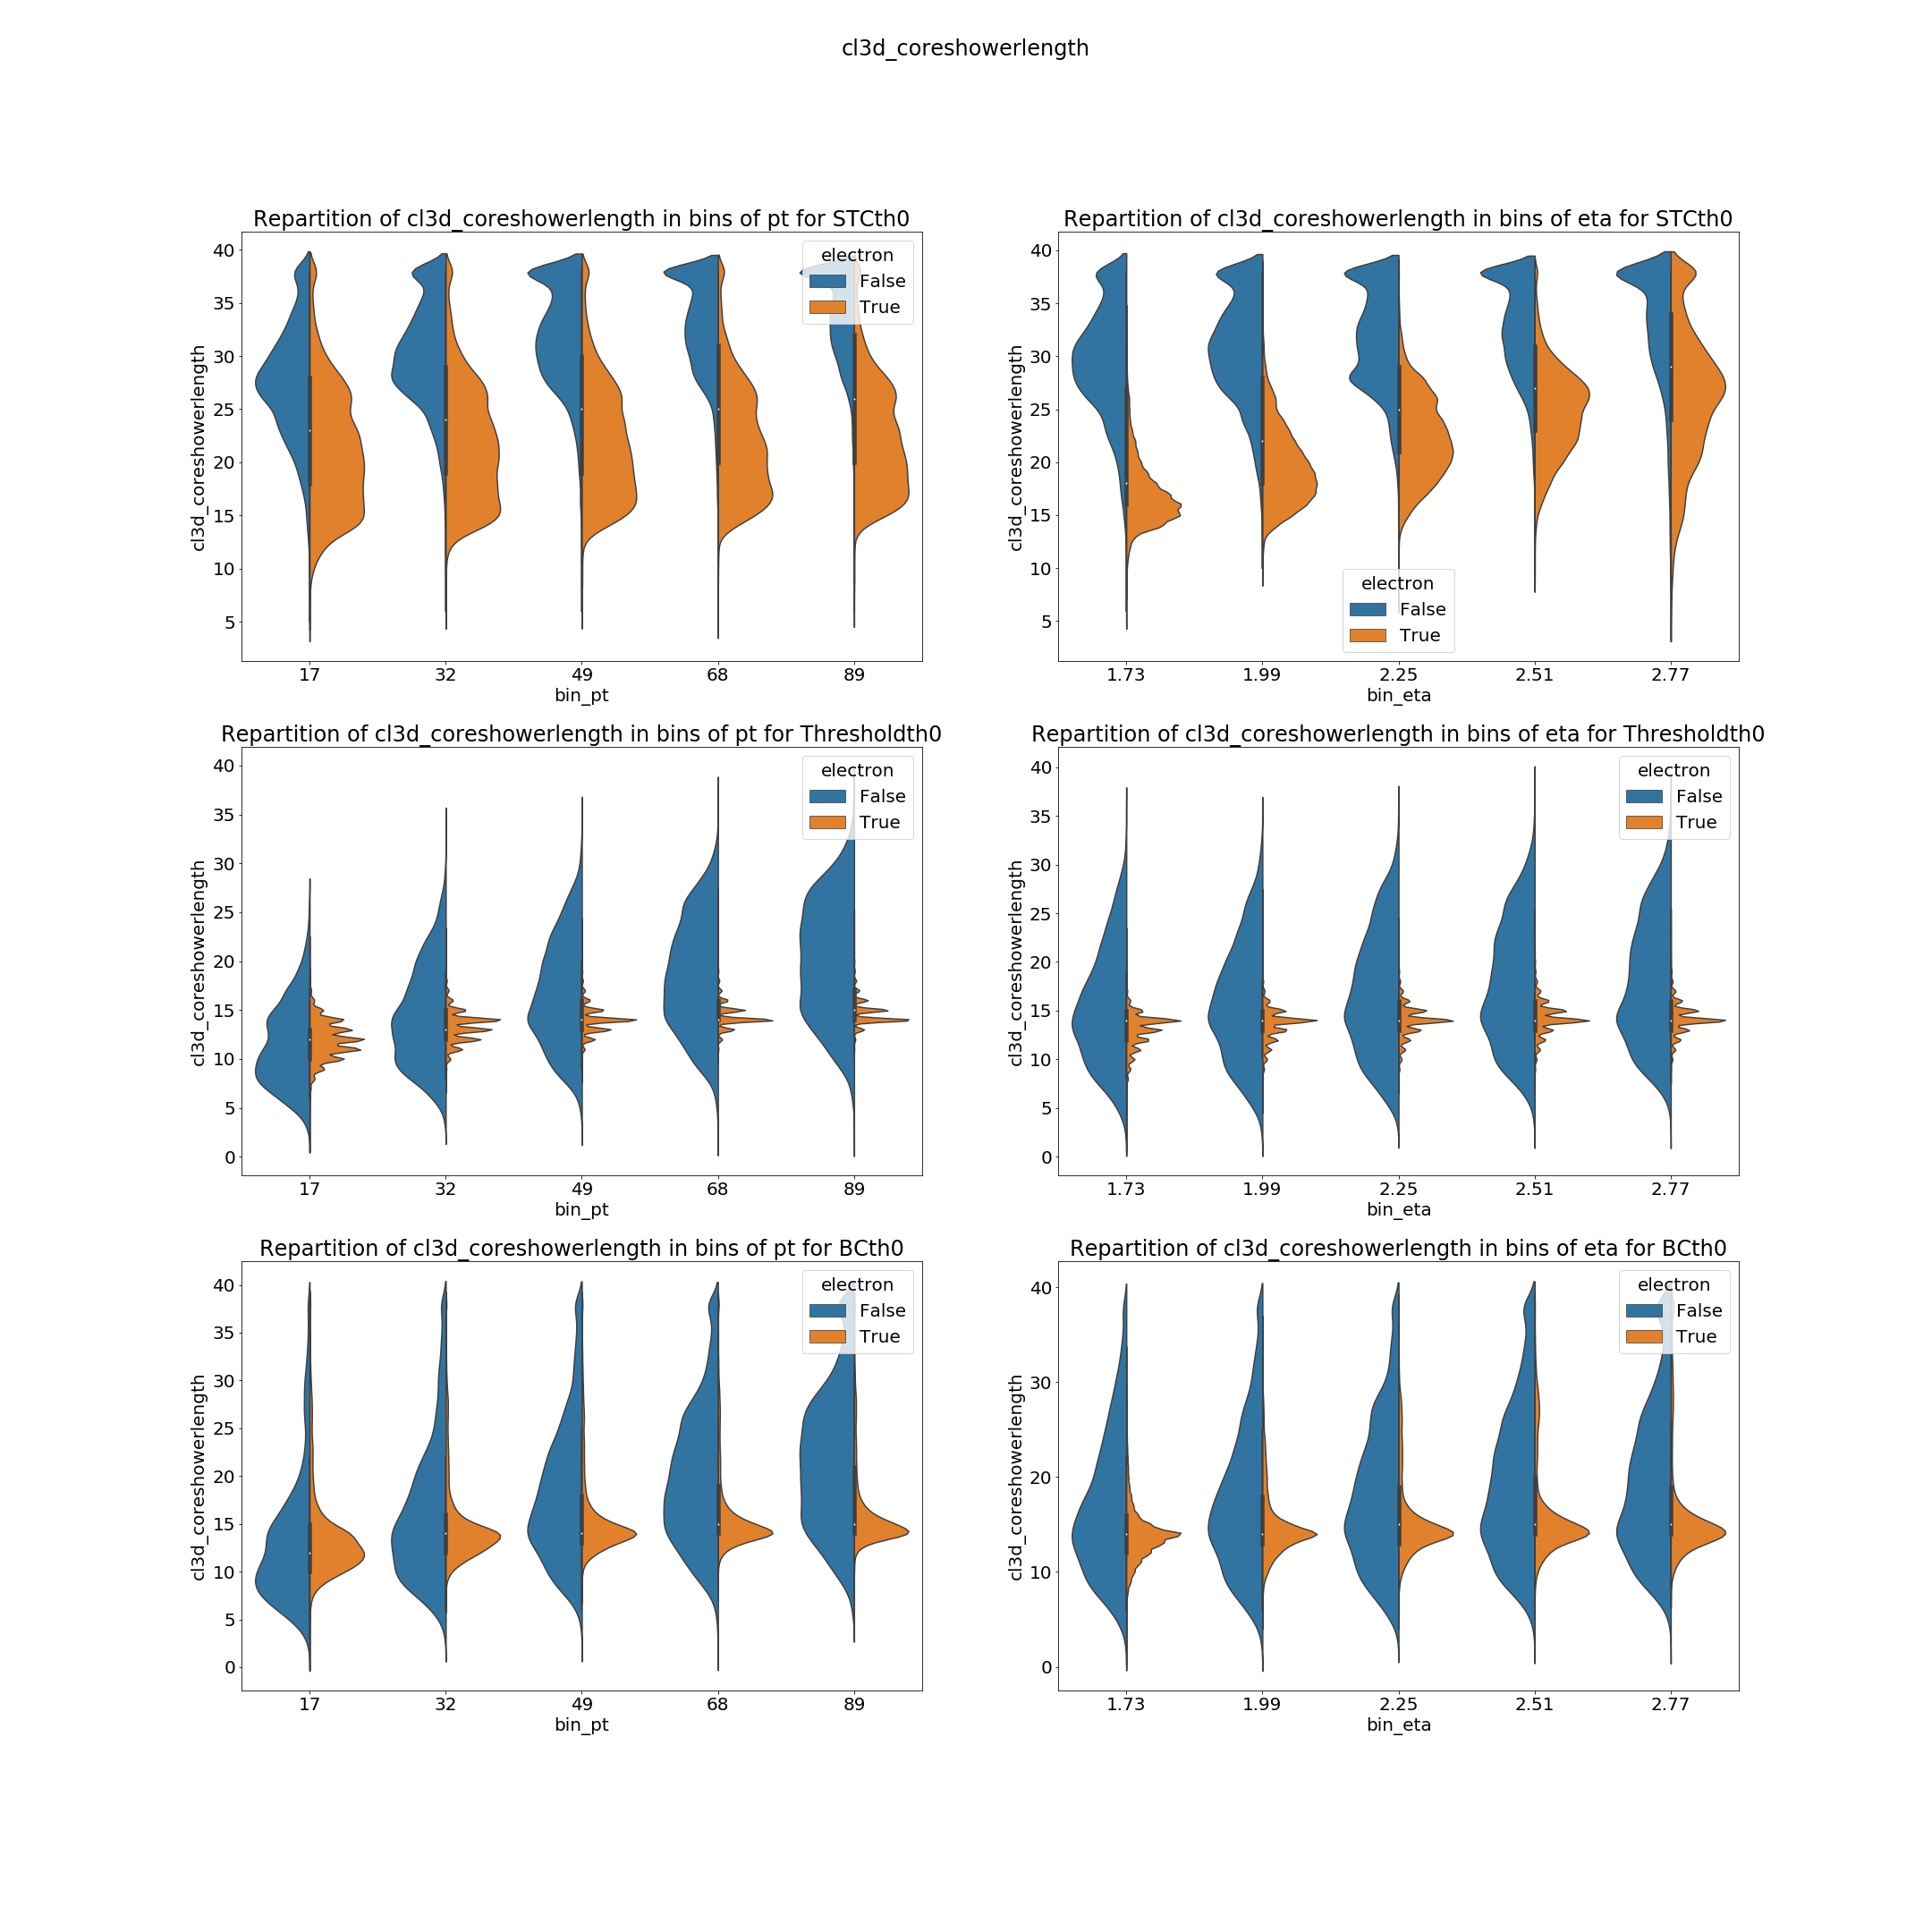 cl3d_coreshowerlength
Repartition of cl3d_coreshowerlength in bins of pt for STCth0
cl3d_coreshowerlength
40
35
30
25
20
15
10
5
electron
False
True
17 32 49 68 89
bin_pt
Repartition of cl3d_coreshowerlength in bins of eta for STCth0
cl3d_coreshowerlength
40
35
30
25
20
15
10
5
electron
False
True
1.73 1.99 2.25 2.51 2.77
bin_eta
Repartition of cl3d_coreshowerlength in bins of pt for Thresholdth0
cl3d_coreshowerlength
40
35
30
25
20
15
10
5
0
electron
False
True
17 32 49 68 89
bin_pt
Repartition of cl3d_coreshowerlength in bins of eta for Thresholdth0
cl3d_coreshowerlength
40
35
30
25
20
15
10
5
0
electron
False
True
1.73 1.99 2.25 2.51 2.77
bin_eta
Repartition of cl3d_coreshowerlength in bins of pt for BCth0
cl3d_coreshowerlength
40
35
30
25
20
15
10
5
0
electron
False
True
17 32 49 68 89
bin_pt
Repartition of cl3d_coreshowerlength in bins of eta for BCth0
cl3d_coreshowerlength
40
30
20
10
0
electron
False
True
1.73 1.99 2.25 2.51 2.77
bin_eta